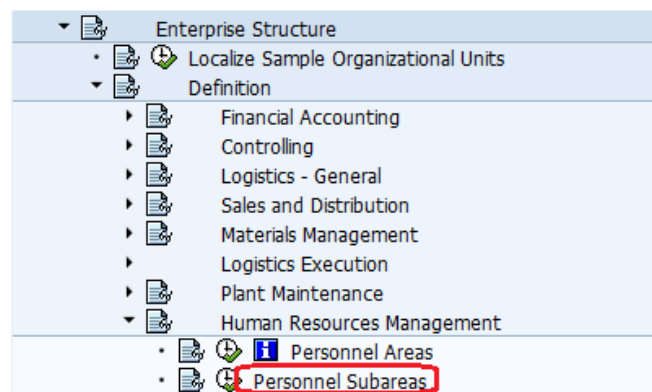 Enterprise Structure
Localize Sample Organizational Units
Definition
Financial Accounting
Controlling
Logistics - General
Sales and Distribution
Materials Management
Logistics Execution
Plant Maintenance
Human Resources Management
Personnel Areas
Personnel Subareas